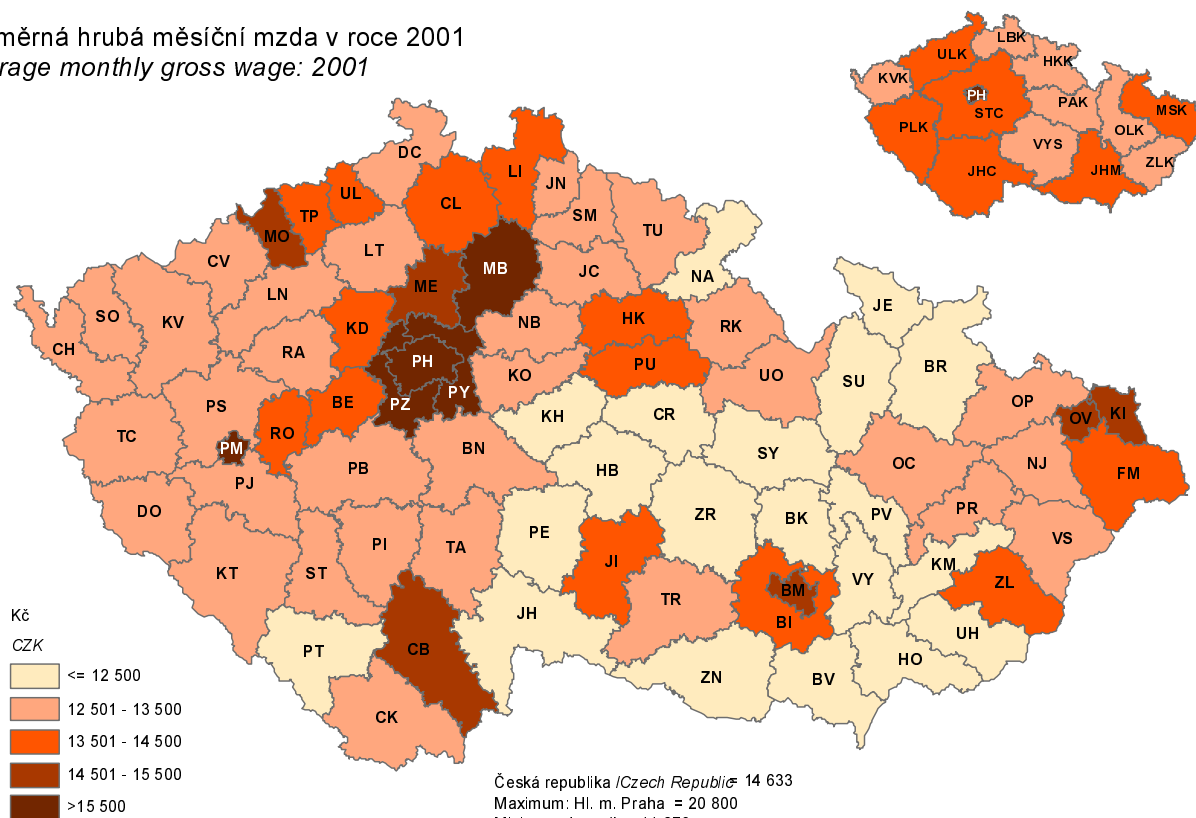 měrná hrubá měsíční mzda v roce 2001
rage monthly gross wage: 2001
ULK
LBK
HKK
KVK
PH
STC
PAK
MSK
PLK
OLK
VYS
ZLK
JHC
JHM
DC
LI
JN
UL
CL
TP
SM
MO
TU
LT
CV
MB
JC
NA
ME
LN
SO
KV
KD
NB
HK
RK
JE
CH
RA
PH
KO
PU
UO
SU
BR
PY
PZ
PS
BE
RO
TC
PM
KH
CR
OP
OV
KI
BN
SY
PB
HB
OC
NJ
FM
PJ
DO
ZR
BK
PV
PR
PE
VS
PI
TA
KT
ST
JI
KM
ZL
VY
TR
BM
BI
JH
UH
PT
CB
HO
ZN
BV
CK
Kč
CZK
<= 12 500
12 501 - 13 500
13 501 - 14 500
14 501 - 15 500
>15 500
Česká republika /Czech Republic= 14 633
Maximum: Hl. m. Praha = 20 800